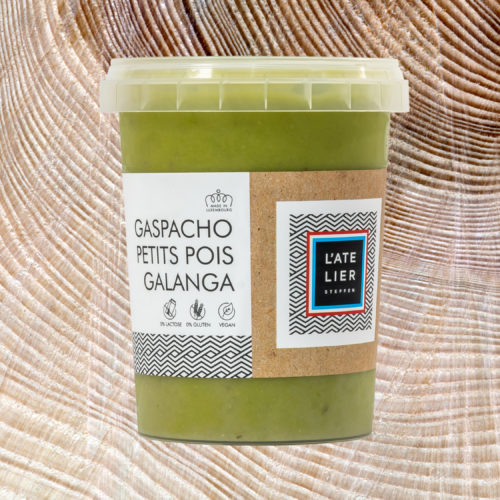 MADE IN
LUXEMBOURG
GASPACHO
PETITS POIS
GALANGA
0% LACTOSE 0% GLUTEN VEGAN
L'ATE
LIER
STEFFEN